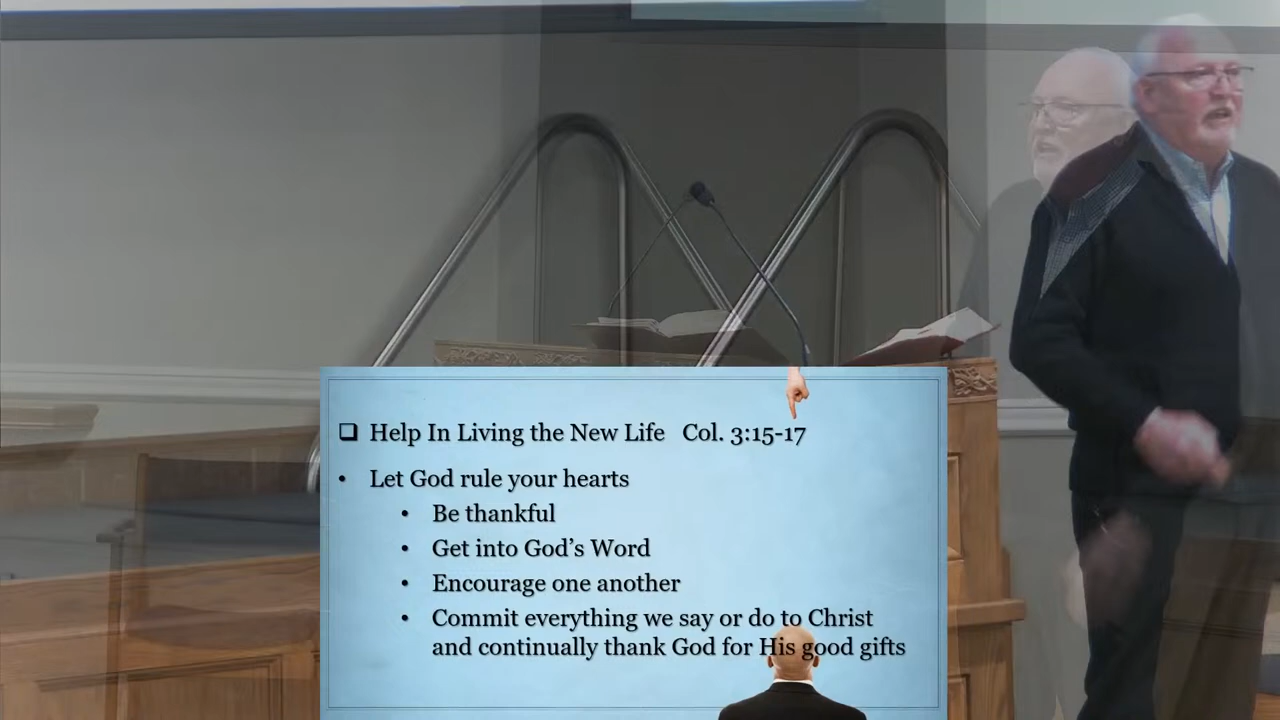 ❑ Help In Living the New Life Col. 3:15-17
• Let God rule your hearts
• Be thankful
• Get into God's Word
• Encourage one another
• Commit everything we say or do to Christ
and continually thank God for His good gifts